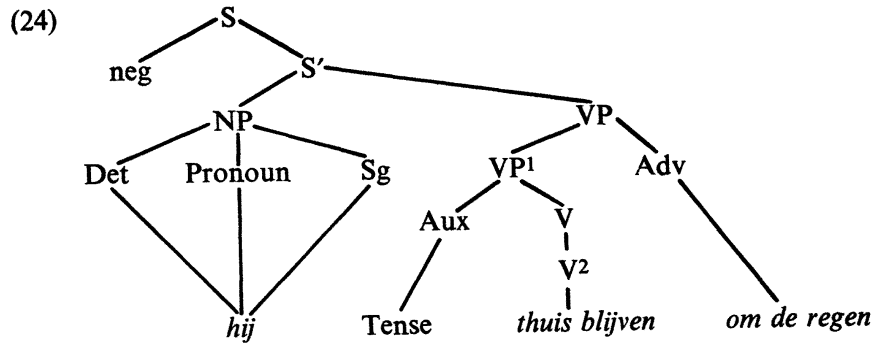 (24)
S
neg S′
NP VP
Det Pronoun Sg VP¹ Adv
Aux V
V²
hij Tense thuis blijven om de regen